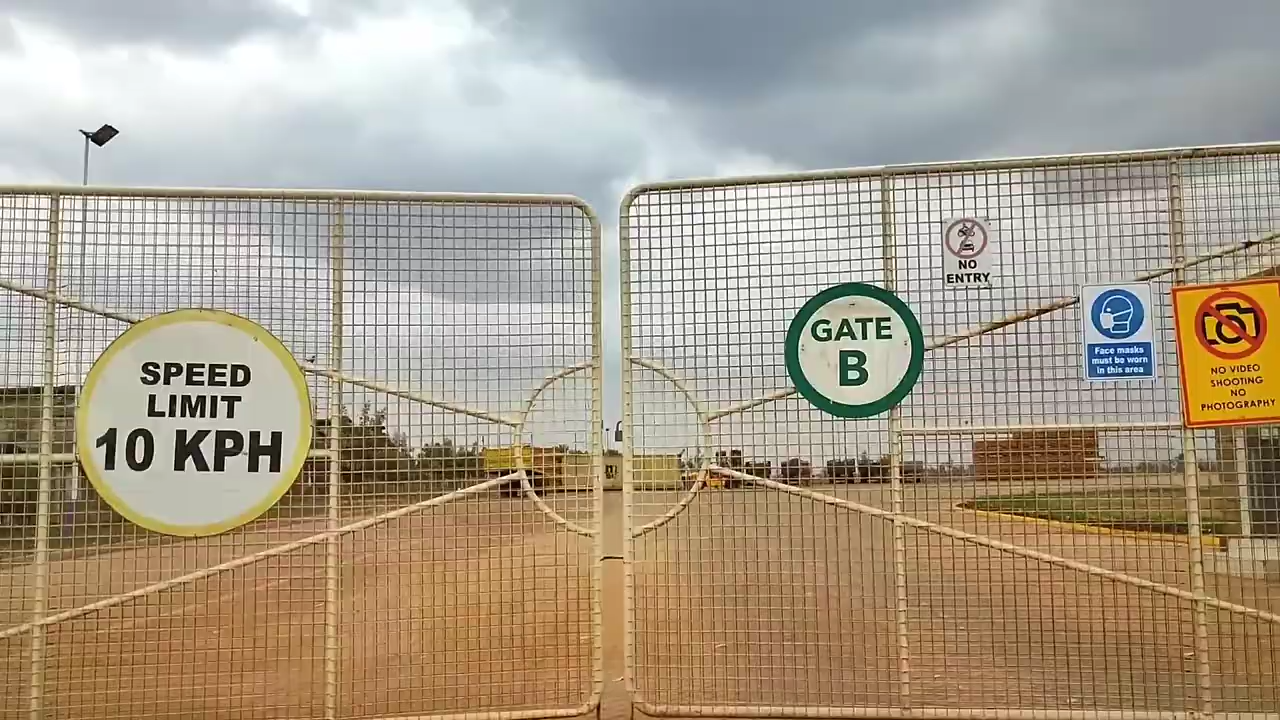 SPEED
LIMIT
10 KPH
GATE
B
NO
ENTRY
Face masks
must be worn
in this area
NO VIDEO
SHOOTING
NO
PHOTOGRAPHY